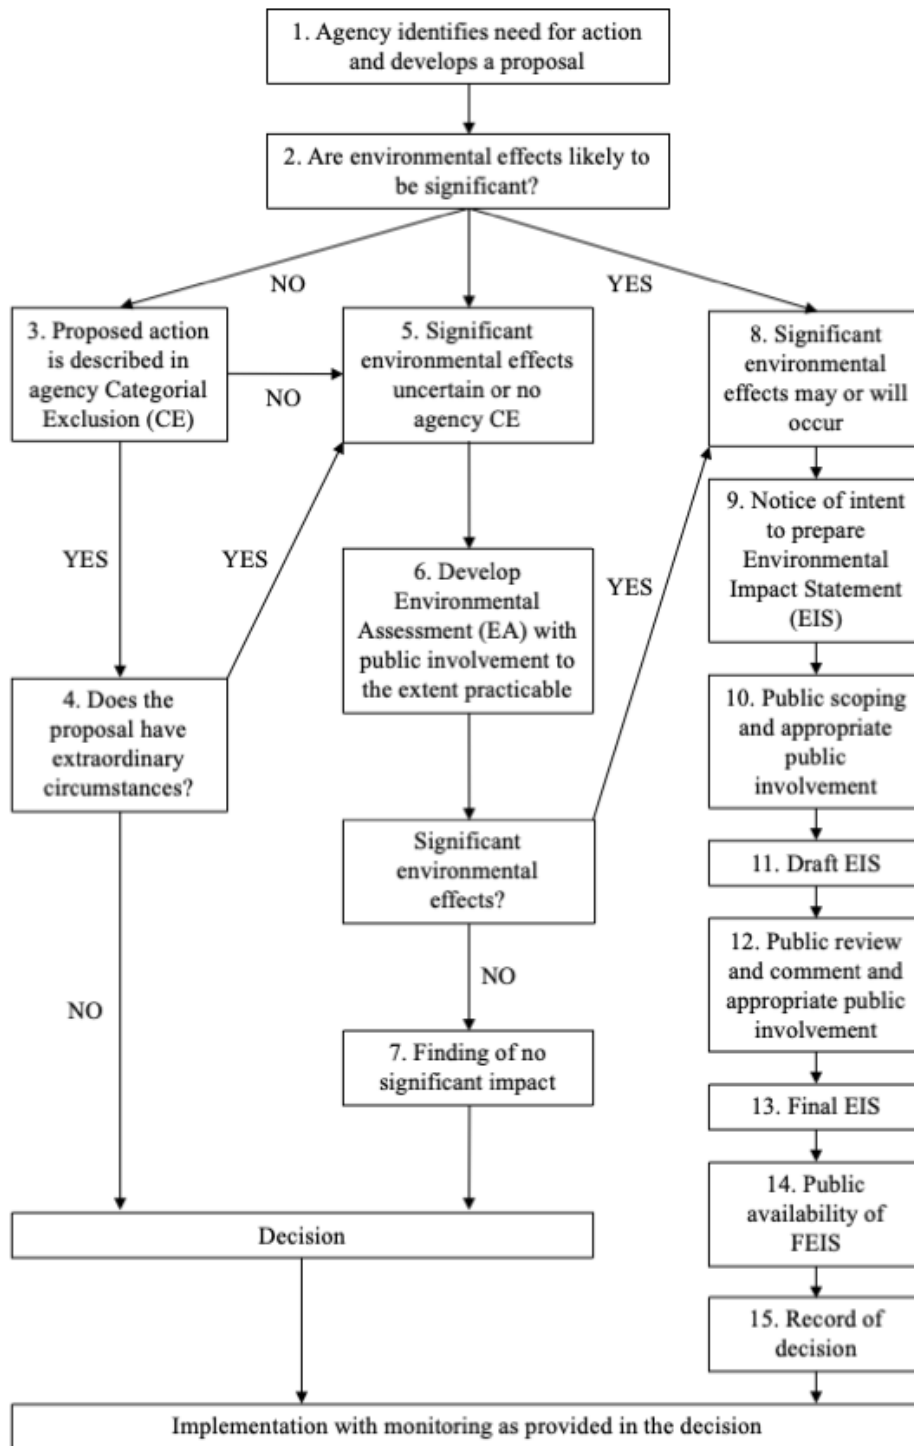 1. Agency identifies need for action
and develops a proposal
2. Are environmental effects likely to
be significant?
NO
YES
3. Proposed action
is described in
agency Categorial
Exclusion (CE)
NO
5. Significant
environmental effects
uncertain or no
agency CE
8. Significant
environmental
effects may or will
occur
YES
YES
6. Develop
Environmental
Assessment (EA) with
public involvement to
the extent practicable
YES
9. Notice of intent
to prepare
Environmental
Impact Statement
(EIS)
4. Does the
proposal have
extraordinary
circumstances?
10. Public scoping
and appropriate
public
involvement
Significant
environmental
effects?
11. Draft EIS
NO
NO
12. Public review
and comment and
appropriate public
involvement
7. Finding of no
significant impact
13. Final EIS
14. Public
availability of
FEIS
Decision
15. Record of
decision
Implementation with monitoring as provided in the decision